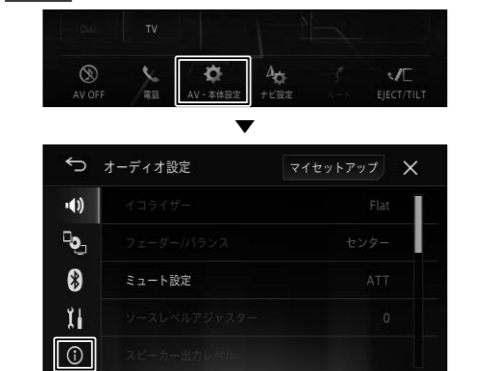 Disc TV
AV OFF 電話 AV・本体設定 ナビ設定 ルート EJECT/TILT
オーディオ設定 マイセットアップ
イコライザー Flat
フェーダー/バランス センター
ミュート設定 ATT
ソースレベルアジャスター 0
スピーカー出力レベル